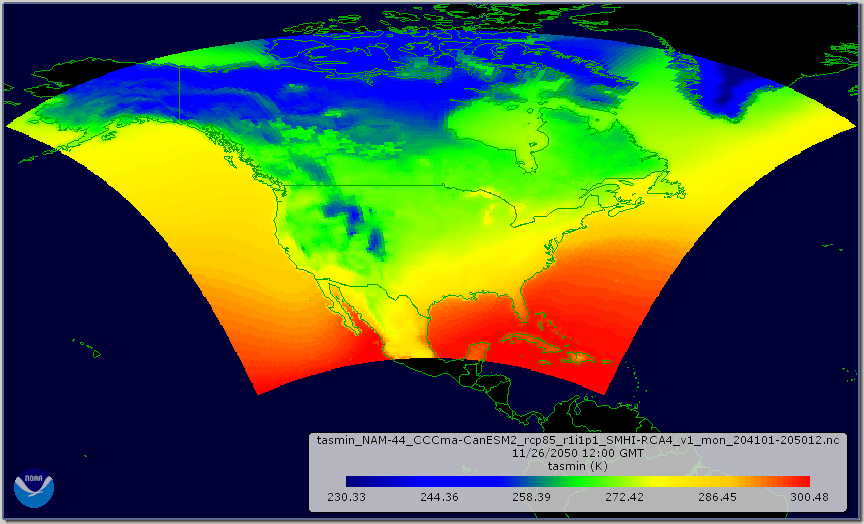 tasmin_NAM-44_CCCma-CanESM2_rcp85_r1i1p1_SMHI-RCA4_v1_mon_204101-205012.nc
11/26/2050 12:00 GMT
tasmin (K)
230.33 244.36 258.39 272.42 286.45 300.48
NOAA